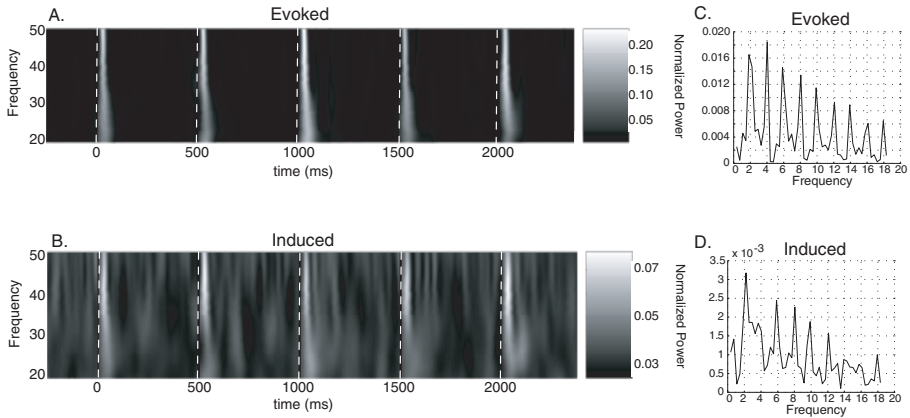 A.
Evoked
Frequency
50
40
30
20
0
500
1000
1500
2000
time (ms)
0.20
0.15
0.10
0.05
Normalized Power
C.
Evoked
0.020
0.016
0.012
0.008
0.004
0
0 2 4 6 8 10 12 14 16 18 20
Frequency
B.
Induced
Frequency
50
40
30
20
0
500
1000
1500
2000
time (ms)
0.07
0.05
0.03
Normalized Power
D.
x 10⁻³
Induced
3.5
3
2.5
2
1.5
1
0.5
0
0 2 4 6 8 10 12 14 16 18 20
Frequency